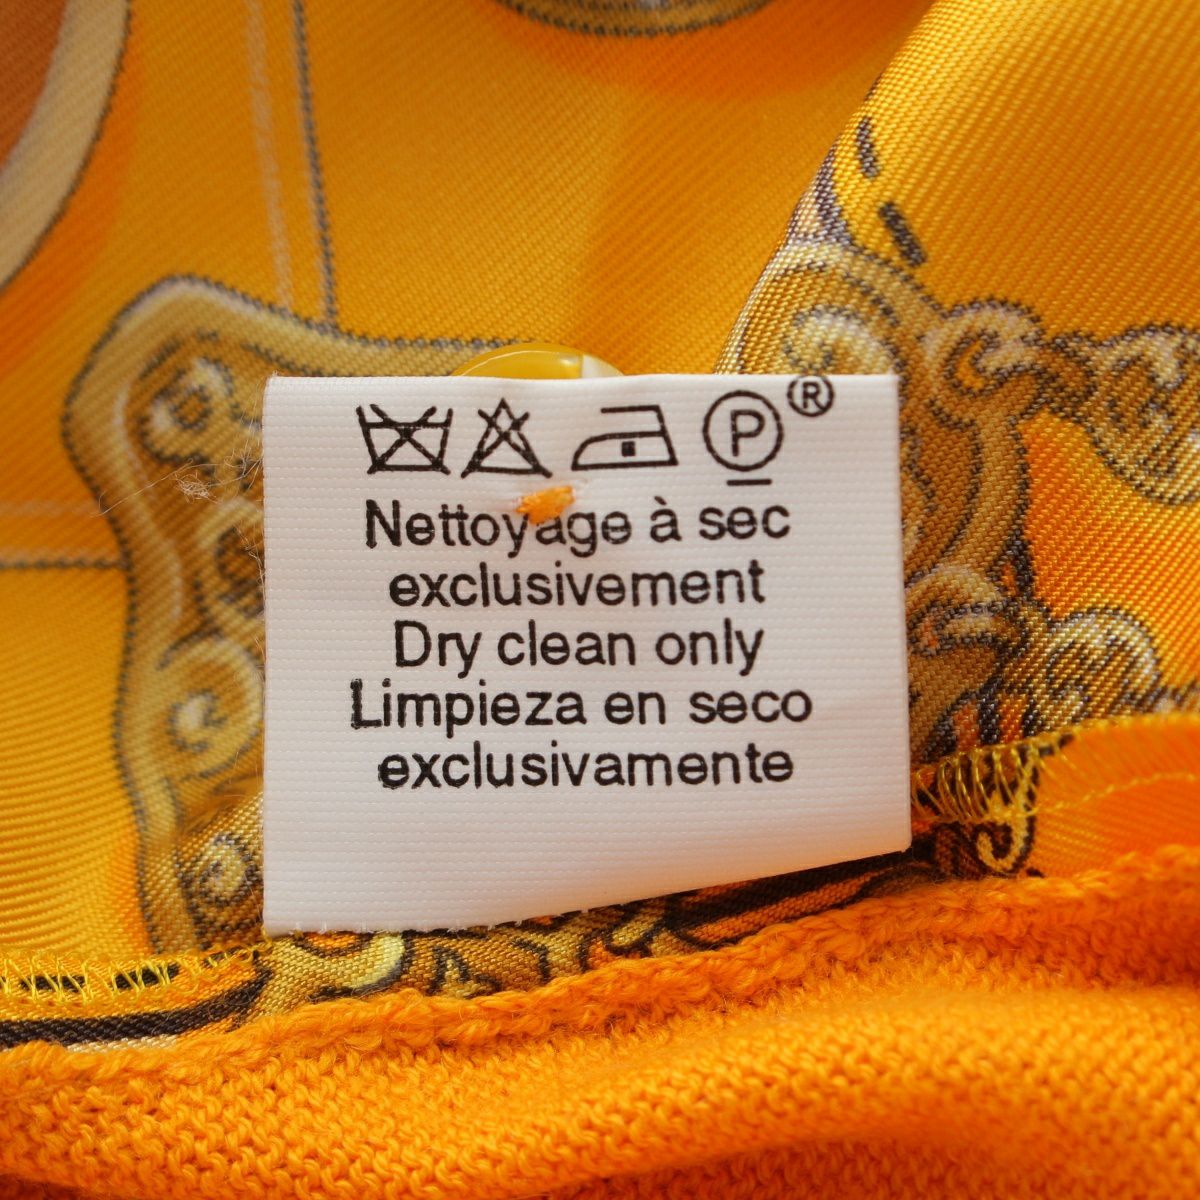 P ®
Nettoyage à sec
exclusivement
Dry clean only
Limpieza en seco
exclusivamente